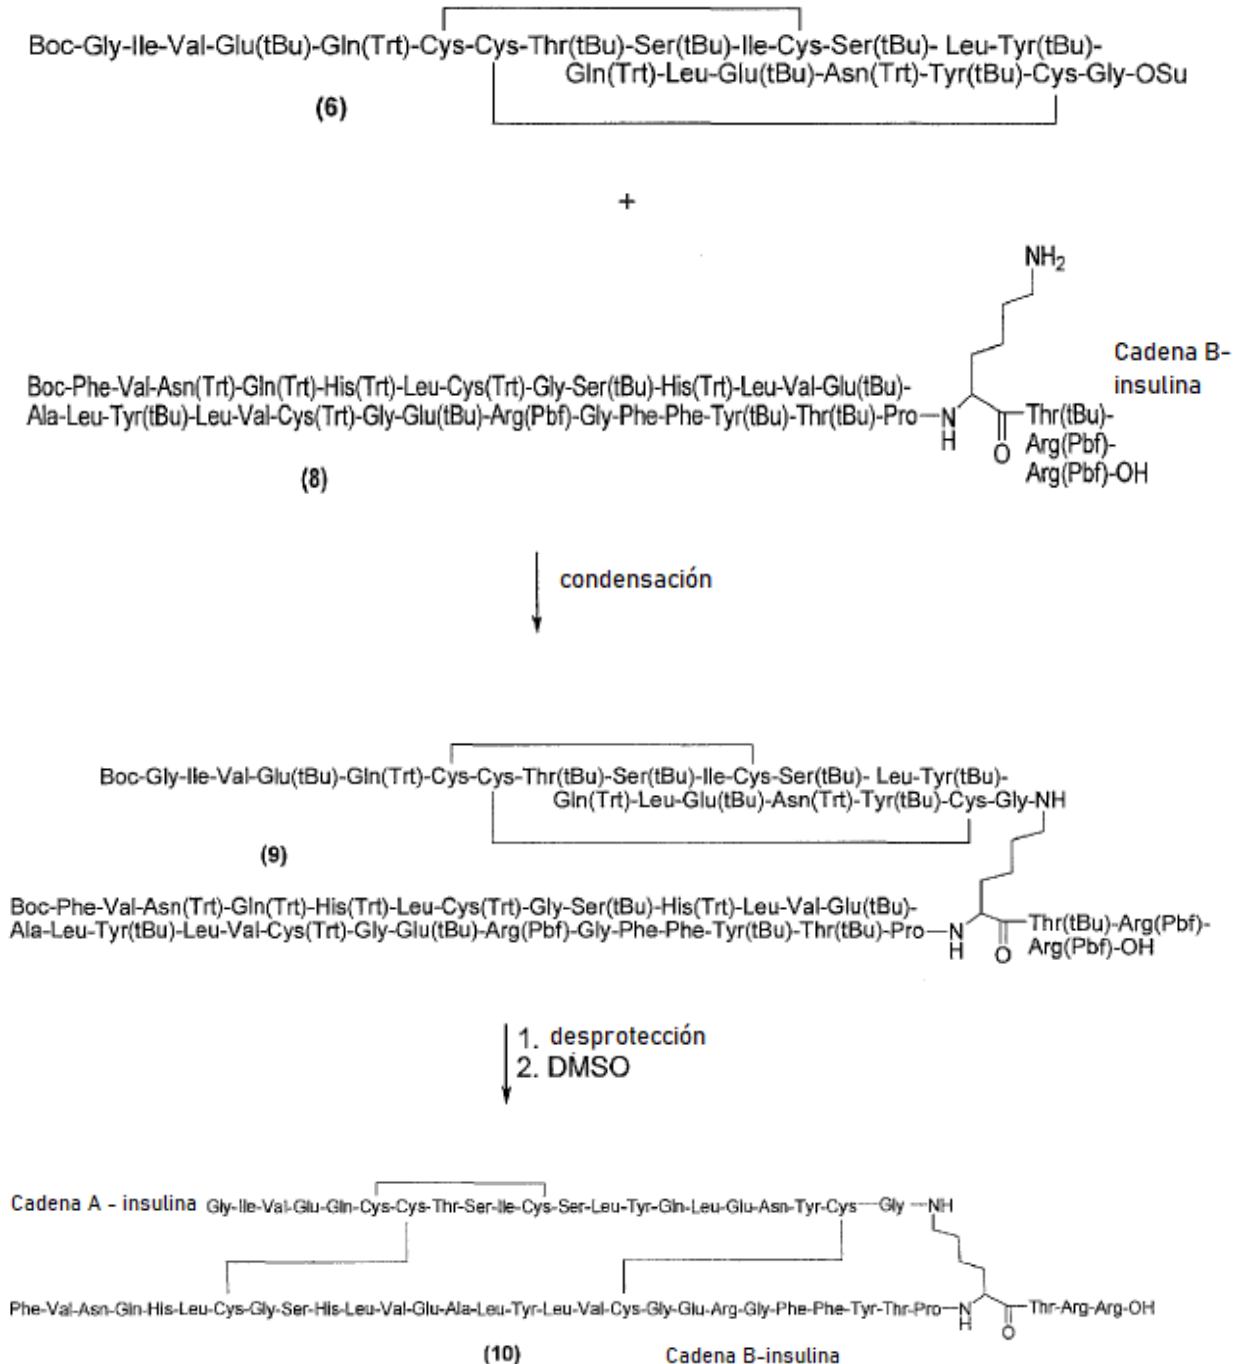 Boc-Gly-Ile-Val-Glu(tBu)-Gln(Trt)-Cys-Cys-Thr(tBu)-Ser(tBu)-Ile-Cys-Ser(tBu)- Leu-Tyr(tBu)-
Gln(Trt)-Leu-Glu(tBu)-Asn(Trt)-Tyr(tBu)-Cys-Gly-OSu
(6)
+
NH2
Cadena B-
insulina
Boc-Phe-Val-Asn(Trt)-Gln(Trt)-His(Trt)-Leu-Cys(Trt)-Gly-Ser(tBu)-His(Trt)-Leu-Val-Glu(tBu)-
Ala-Leu-Tyr(tBu)-Leu-Val-Cys(Trt)-Gly-Glu(tBu)-Arg(Pbf)-Gly-Phe-Phe-Tyr(tBu)-Thr(tBu)-Pro-N
H
O
Thr(tBu)-
Arg(Pbf)-
Arg(Pbf)-OH
(8)
condensación
Boc-Gly-Ile-Val-Glu(tBu)-Gln(Trt)-Cys-Cys-Thr(tBu)-Ser(tBu)-Ile-Cys-Ser(tBu)- Leu-Tyr(tBu)-
Gln(Trt)-Leu-Glu(tBu)-Asn(Trt)-Tyr(tBu)-Cys-Gly-NH
(9)
Boc-Phe-Val-Asn(Trt)-Gln(Trt)-His(Trt)-Leu-Cys(Trt)-Gly-Ser(tBu)-His(Trt)-Leu-Val-Glu(tBu)-
Ala-Leu-Tyr(tBu)-Leu-Val-Cys(Trt)-Gly-Glu(tBu)-Arg(Pbf)-Gly-Phe-Phe-Tyr(tBu)-Thr(tBu)-Pro-N
H
O
Thr(tBu)-Arg(Pbf)-
Arg(Pbf)-OH
1. desprotección
2. DMSO
Cadena A - insulina Gly-Ile-Val-Glu-Gln-Cys-Cys-Thr-Ser-Ile-Cys-Ser-Leu-Tyr-Gln-Leu-Glu-Asn-Tyr-Cys-Gly-NH
Phe-Val-Asn-Gln-His-Leu-Cys-Gly-Ser-His-Leu-Val-Glu-Ala-Leu-Tyr-Leu-Val-Cys-Gly-Glu-Arg-Gly-Phe-Phe-Tyr-Thr-Pro-N Thr-Arg-Arg-OH
H
O
(10)
Cadena B-insulina